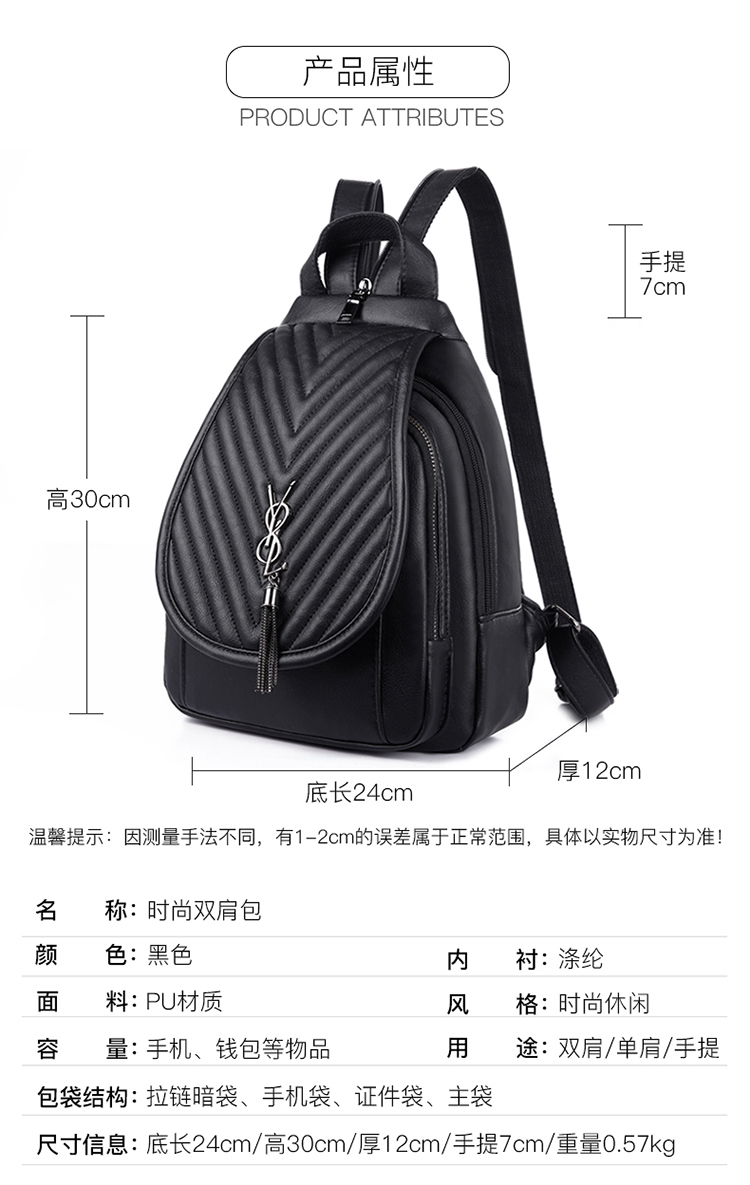 产品属性
PRODUCT ATTRIBUTES
手提
7cm
高30cm
厚12cm
底长24cm
温馨提示：因测量手法不同，有1-2cm的误差属于正常范围，具体以实物尺寸为准！
名 称：时尚双肩包
颜 色：黑色
内 衬：涤纶
面 料：PU材质
风 格：时尚休闲
容 量：手机、钱包等物品
用 途：双肩/单肩/手提
包袋结构：拉链暗袋、手机袋、证件袋、主袋
尺寸信息：底长24cm/高30cm/厚12cm/手提7cm/重量0.57kg